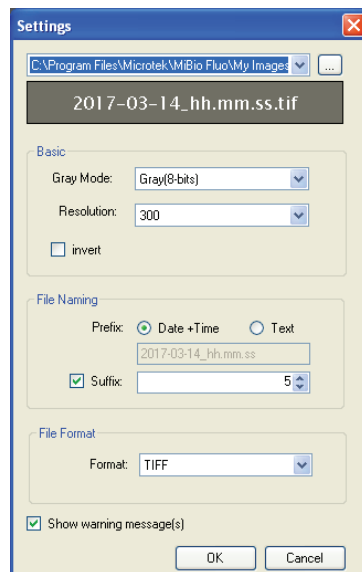 Settings
C:\Program Files\Microtek\MiBio Fluo\My Images ...
2017-03-14_hh.mm.ss.tif
Basic
Gray Mode: Gray(8-bits)
Resolution: 300
invert
File Naming
Prefix: Date +Time Text
2017-03-14_hh.mm.ss
Suffix: 5
File Format
Format: TIFF
Show warning message(s)
OK Cancel